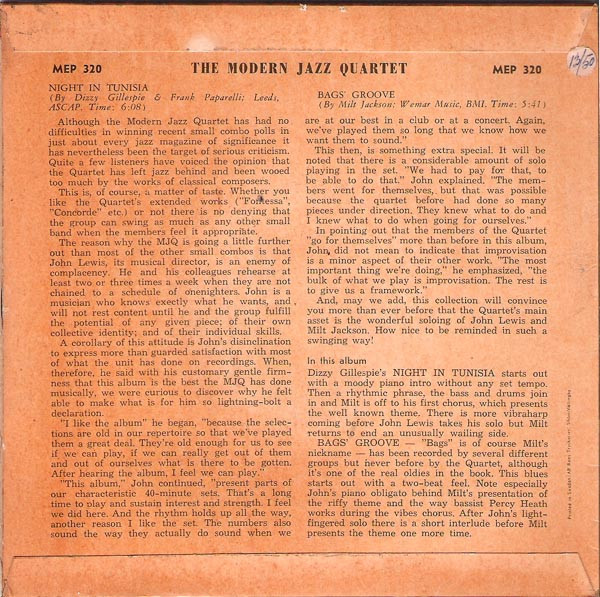 MEP 320
THE MODERN JAZZ QUARTET
MEP 320
13/50
NIGHT IN TUNISIA
(By Dizzy Gillespie & Frank Paparelli; Leeds,
ASCAP. Time: 6:08)
Although the Modern Jazz Quartet has had no
difficulties in winning recent small combo polls in
just about every jazz magazine of significance it
has nevertheless been the target of serious criticism.
Quite a few listeners have voiced the opinion that
the Quartet has left jazz behind and been wooed
too much by the works of classical composers.
This is, of course, a matter of taste. Whether you
like the Quartet's extended works ("Fontessa",
"Concorde" etc.) or not there is no denying that
the group can swing as much as any other small
band when the members feel it appropriate.
The reason why the MJQ is going a little further
out than most of the other small combos is that
John Lewis, its musical director, is an enemy of
complacency. He and his colleagues rehearse at
least two or three times a week when they are not
chained to a schedule of onenighters. John is a
musician who knows exactly what he wants, and
will not rest until he and the group fulfill
the potential of any given piece; of their own
collective identity; and of their individual skills.
A corollary of this attitude is John's disinclination
to express more than guarded satisfaction with most
of what the unit has done on recordings. When,
therefore, he said with his customary gentle firm-
ness that this album is the best the MJQ has done
musically, we were curious to discover why he felt
able to make what is for him so lightning-bolt a
declaration.
"I like the album" he began, "because the selec-
tions are old in our repertoire so that we've played
them a great deal. They're old enough for us to see
if we can play, if we can really get out of them
and out of ourselves what is there to be gotten.
After hearing the album, I feel we can play."
"This album," John continued, "present parts of
our characteristic 40-minute sets. That's a long
time to play and sustain interest and strength. I feel
we did here. And the rhythm holds up all the way,
another reason I like the set. The numbers also
sound the way they actually do sound when we
BAGS' GROOVE
(By Milt Jackson; Wemar Music, BMI. Time: 5:41)
are at our best in a club or at a concert. Again,
we've played them so long that we know how we
want them to sound."
This then, is something extra special. It will be
noted that there is a considerable amount of solo
playing in the set. "We had to pay for that, to
be able to do that." John explained. "The mem-
bers went for themselves, but that was possible
because the quartet before had done so many
pieces under direction. They knew what to do and
I knew what to do when going for ourselves."
In pointing out that the members of the Quartet
"go for themselves" more than before in this album,
John did not mean to indicate that improvisation
is a minor aspect of their other work. "The most
important thing we're doing," he emphasized, "the
bulk of what we play is improvisation. The rest is
to give us a framework."
And, may we add, this collection will convince
you more than ever before that the Quartet's main
asset is the wonderful soloing of John Lewis and
Milt Jackson. How nice to be reminded in such a
swinging way!
In this album
Dizzy Gillespie's NIGHT IN TUNISIA starts out
with a moody piano intro without any set tempo.
Then a rhythmic phrase, the bass and drums join
in and Milt is off to his first chorus, which presents
the well known theme. There is more vibraharp
coming before John Lewis takes his solo but Milt
returns to end an unusually wailing side.
BAGS' GROOVE — "Bags" is of course Milt's
nickname — has been recorded by several different
groups but never before by the Quartet, although
it's one of the real oldies in the book. This blues
starts out with a two-beat feel. Note especially
John's piano obligato behind Milt's presentation of
the riffy theme and the way bassist Percy Heath
works during the vibes chorus. After John's light-
fingered solo there is a short interlude before Milt
presents the theme one more time.